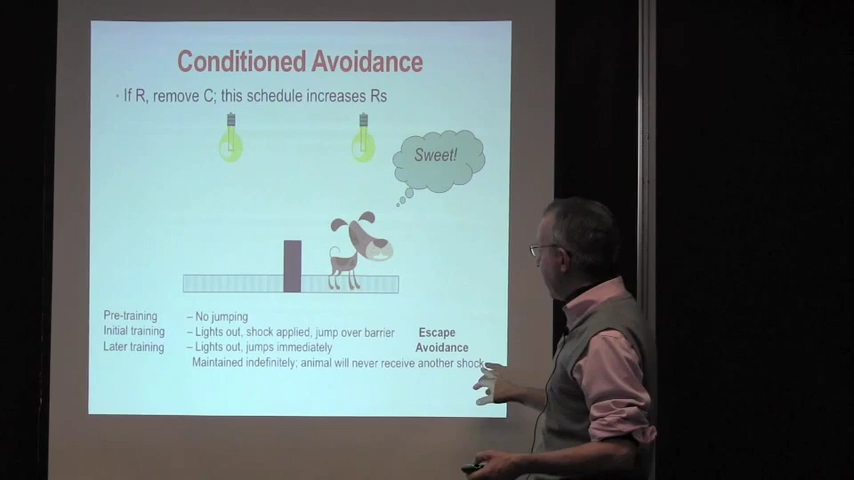 Conditioned Avoidance
• If R, remove C; this schedule increases Rs
Sweet!
Pre-training – No jumping
Initial training – Lights out, shock applied, jump over barrier Escape
Later training – Lights out, jumps immediately Avoidance
Maintained indefinitely; animal will never receive another shock